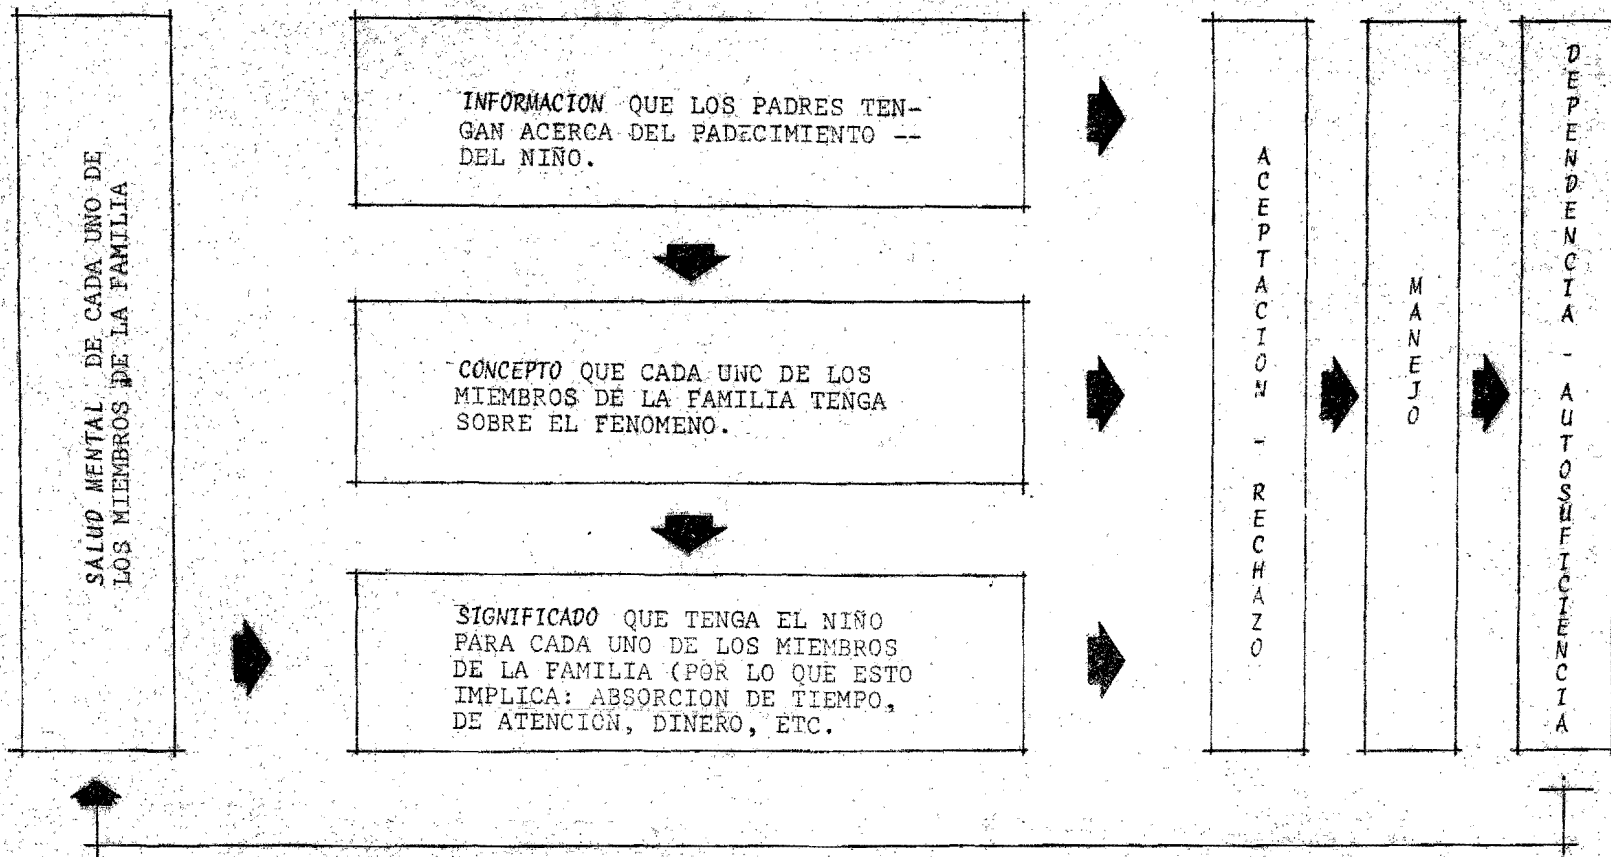 SALUD MENTAL DE CADA UNO DE
LOS MIEMBROS DE LA FAMILIA
INFORMACION QUE LOS PADRES TEN-
GAN ACERCA DEL PADECIMIENTO --
DEL NIÑO.
CONCEPTO QUE CADA UNO DE LOS
MIEMBROS DE LA FAMILIA TENGA
SOBRE EL FENOMENO.
SIGNIFICADO QUE TENGA EL NIÑO
PARA CADA UNO DE LOS MIEMBROS
DE LA FAMILIA (POR LO QUE ESTO
IMPLICA: ABSORCION DE TIEMPO,
DE ATENCION, DINERO, ETC.
ACEPTACION - RECHAZO
MANEJO
DEPENDENCIA - AUTOSUFICIENCIA